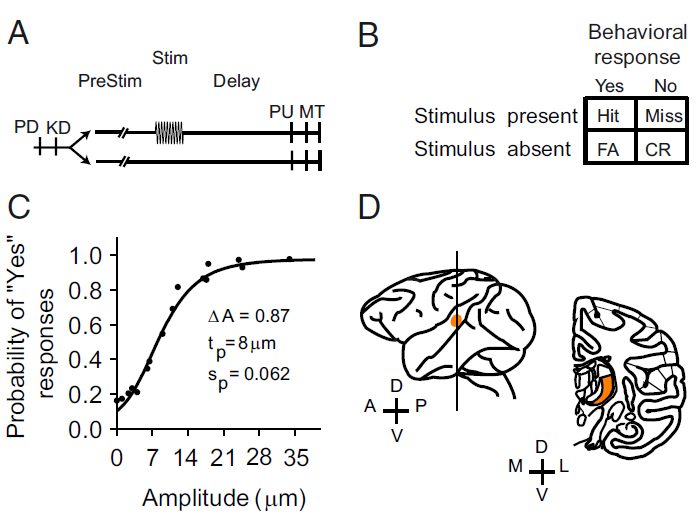 A
Stim
PreStim
Delay
PD KD
PU MT
B
Behavioral
response
Yes No
Stimulus present Hit Miss
Stimulus absent FA CR
C
Probability of "Yes"
responses
1.0
0.8
0.6
0.4
0.2
0.0
0 7 14 21 28 35
Amplitude (μm)
ΔA = 0.87
tp=8μm
sp=0.062
D
D
A P
V
D
M L
V